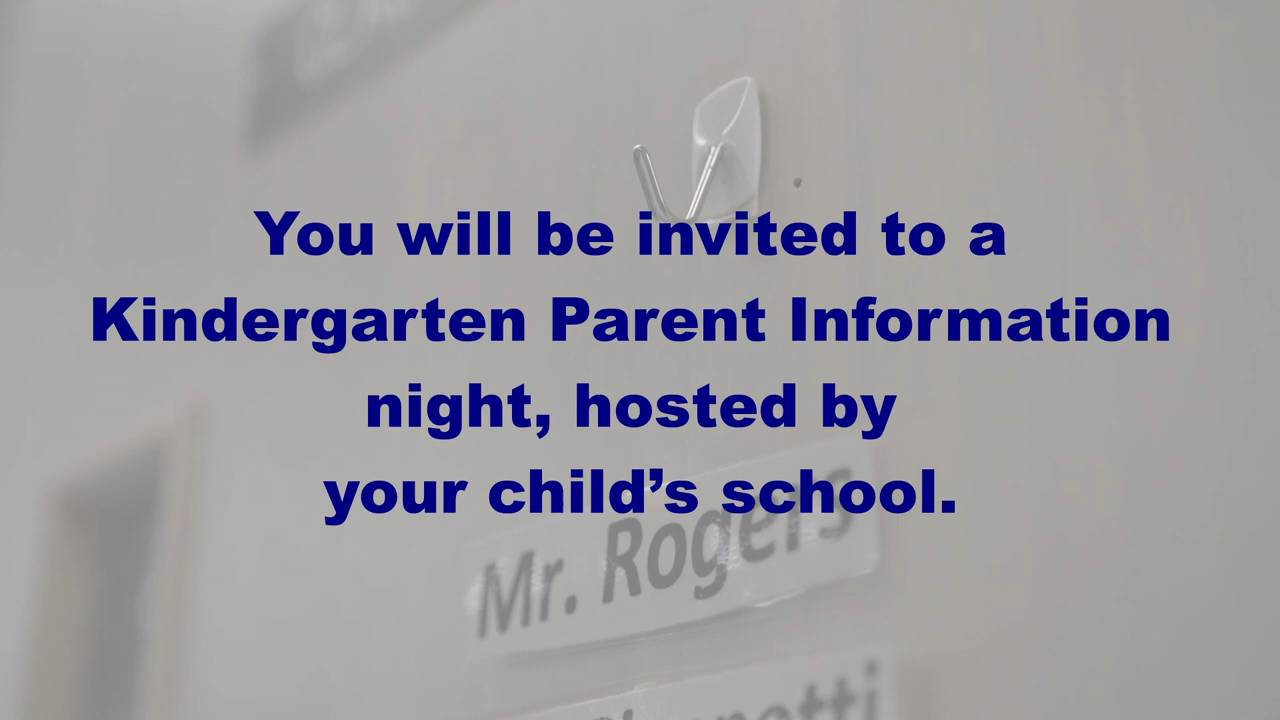 You will be invited to a
Kindergarten Parent Information
night, hosted by
your child’s school.
Mr. Rogers